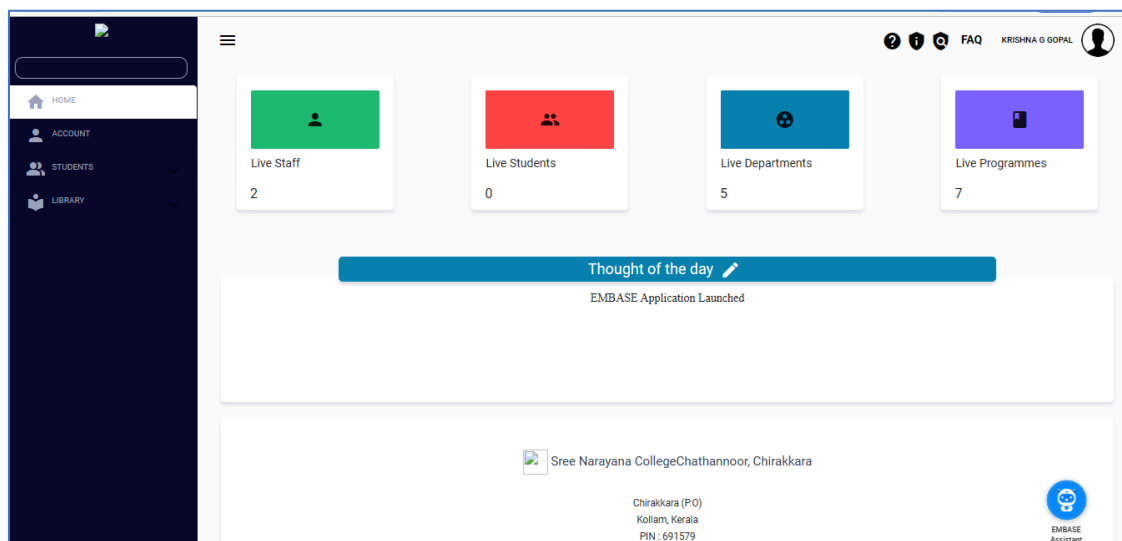 FAQ
KRISHNA G GOPAL
HOME
ACCOUNT
STUDENTS
LIBRARY
Live Staff
2
Live Students
0
Live Departments
5
Live Programmes
7
Thought of the day
EMBASE Application Launched
Sree Narayana CollegeChathannoor, Chirakkara
Chirakkara (P.O)
Kollam, Kerala
PIN : 691579
EMBASE
Assistant